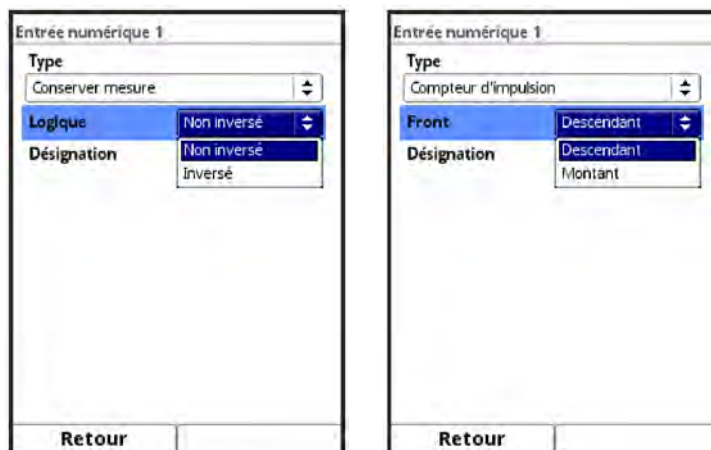 Entrée numérique 1
Type
Conserver mesure
Logique Non inversé
Désignation Non inversé
Inversé
Retour
Entrée numérique 1
Type
Compteur d'impulsion
Front Descendant
Désignation Descendant
Montant
Retour